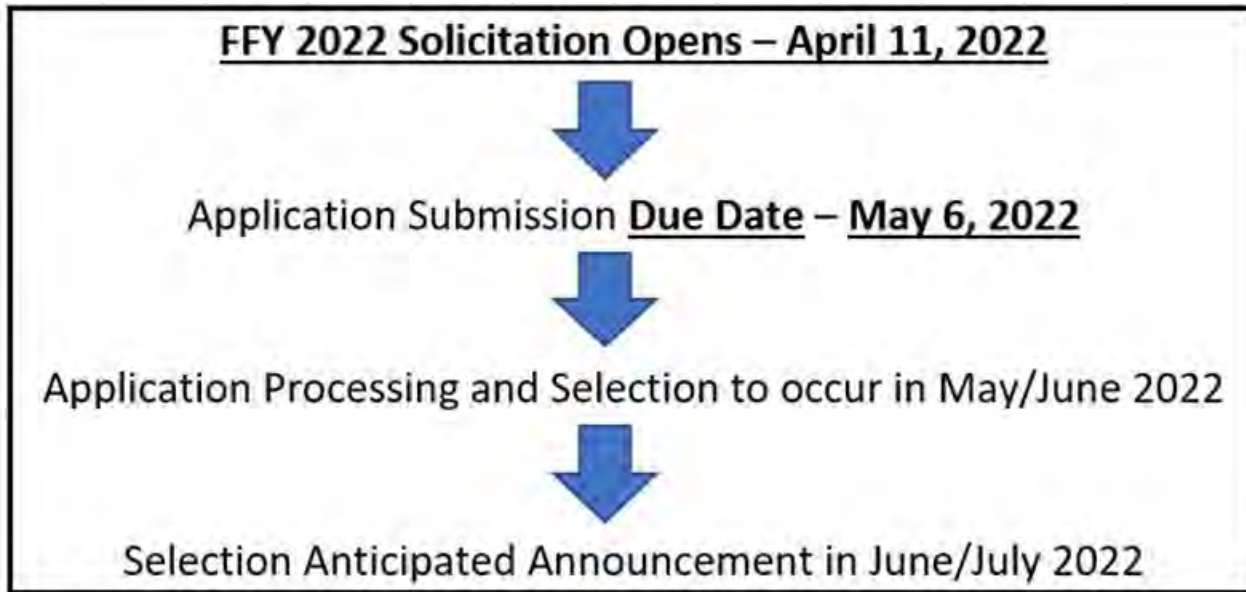 FFY 2022 Solicitation Opens – April 11, 2022
Application Submission Due Date – May 6, 2022
Application Processing and Selection to occur in May/June 2022
Selection Anticipated Announcement in June/July 2022